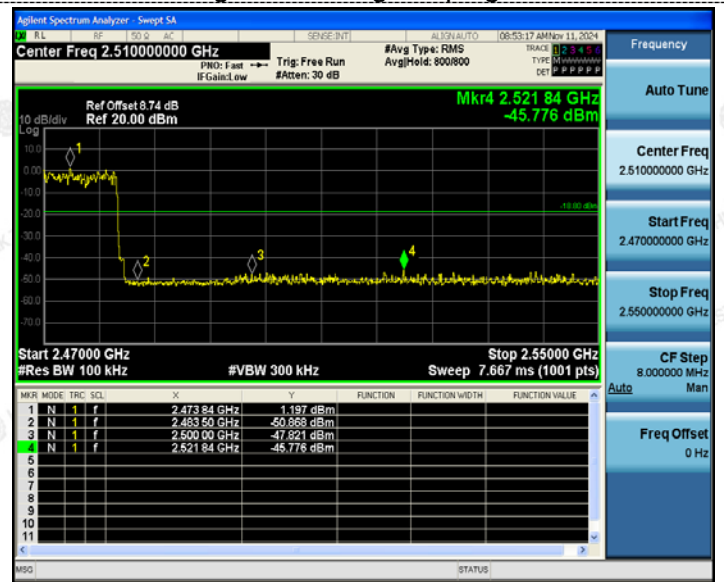 Agilent Spectrum Analyzer - Swept SA
RL RF 50 Ω AC SENSE:INT ALIGNAUTO 08:53:17 AM Nov 11, 2024
Center Freq 2.510000000 GHz
PNO: Fast
IFGain:Low
Trig: Free Run
#Atten: 30 dB
#Avg Type: RMS
Avg|Hold: 800/800
TRACE 1 2 3 4 5 6
TYPE M W W W W W
DET P P P P P P
Ref Offset 8.74 dB
10 dB/div Ref 20.00 dBm
Log
Mkr4 2.521 84 GHz
-45.776 dBm
10.0
0.00
-10.0
-20.0
-30.0
-40.0
-50.0
-60.0
-70.0
1
2
3
4
Start 2.47000 GHz Stop 2.55000 GHz
#Res BW 100 kHz #VBW 300 kHz Sweep 7.667 ms (1001 pts)
MKR MODE TRC SCL X Y FUNCTION FUNCTION WIDTH FUNCTION VALUE
1 N 1 f 2.473 84 GHz 1.197 dBm
2 N 1 f 2.483 50 GHz -50.868 dBm
3 N 1 f 2.500 00 GHz -47.821 dBm
4 N 1 f 2.521 84 GHz -45.776 dBm
5
6
7
8
9
10
11
MSG STATUS
Frequency
Auto Tune
Center Freq
2.510000000 GHz
Start Freq
2.470000000 GHz
Stop Freq
2.550000000 GHz
CF Step
8.000000 MHz
Auto Man
Freq Offset
0 Hz